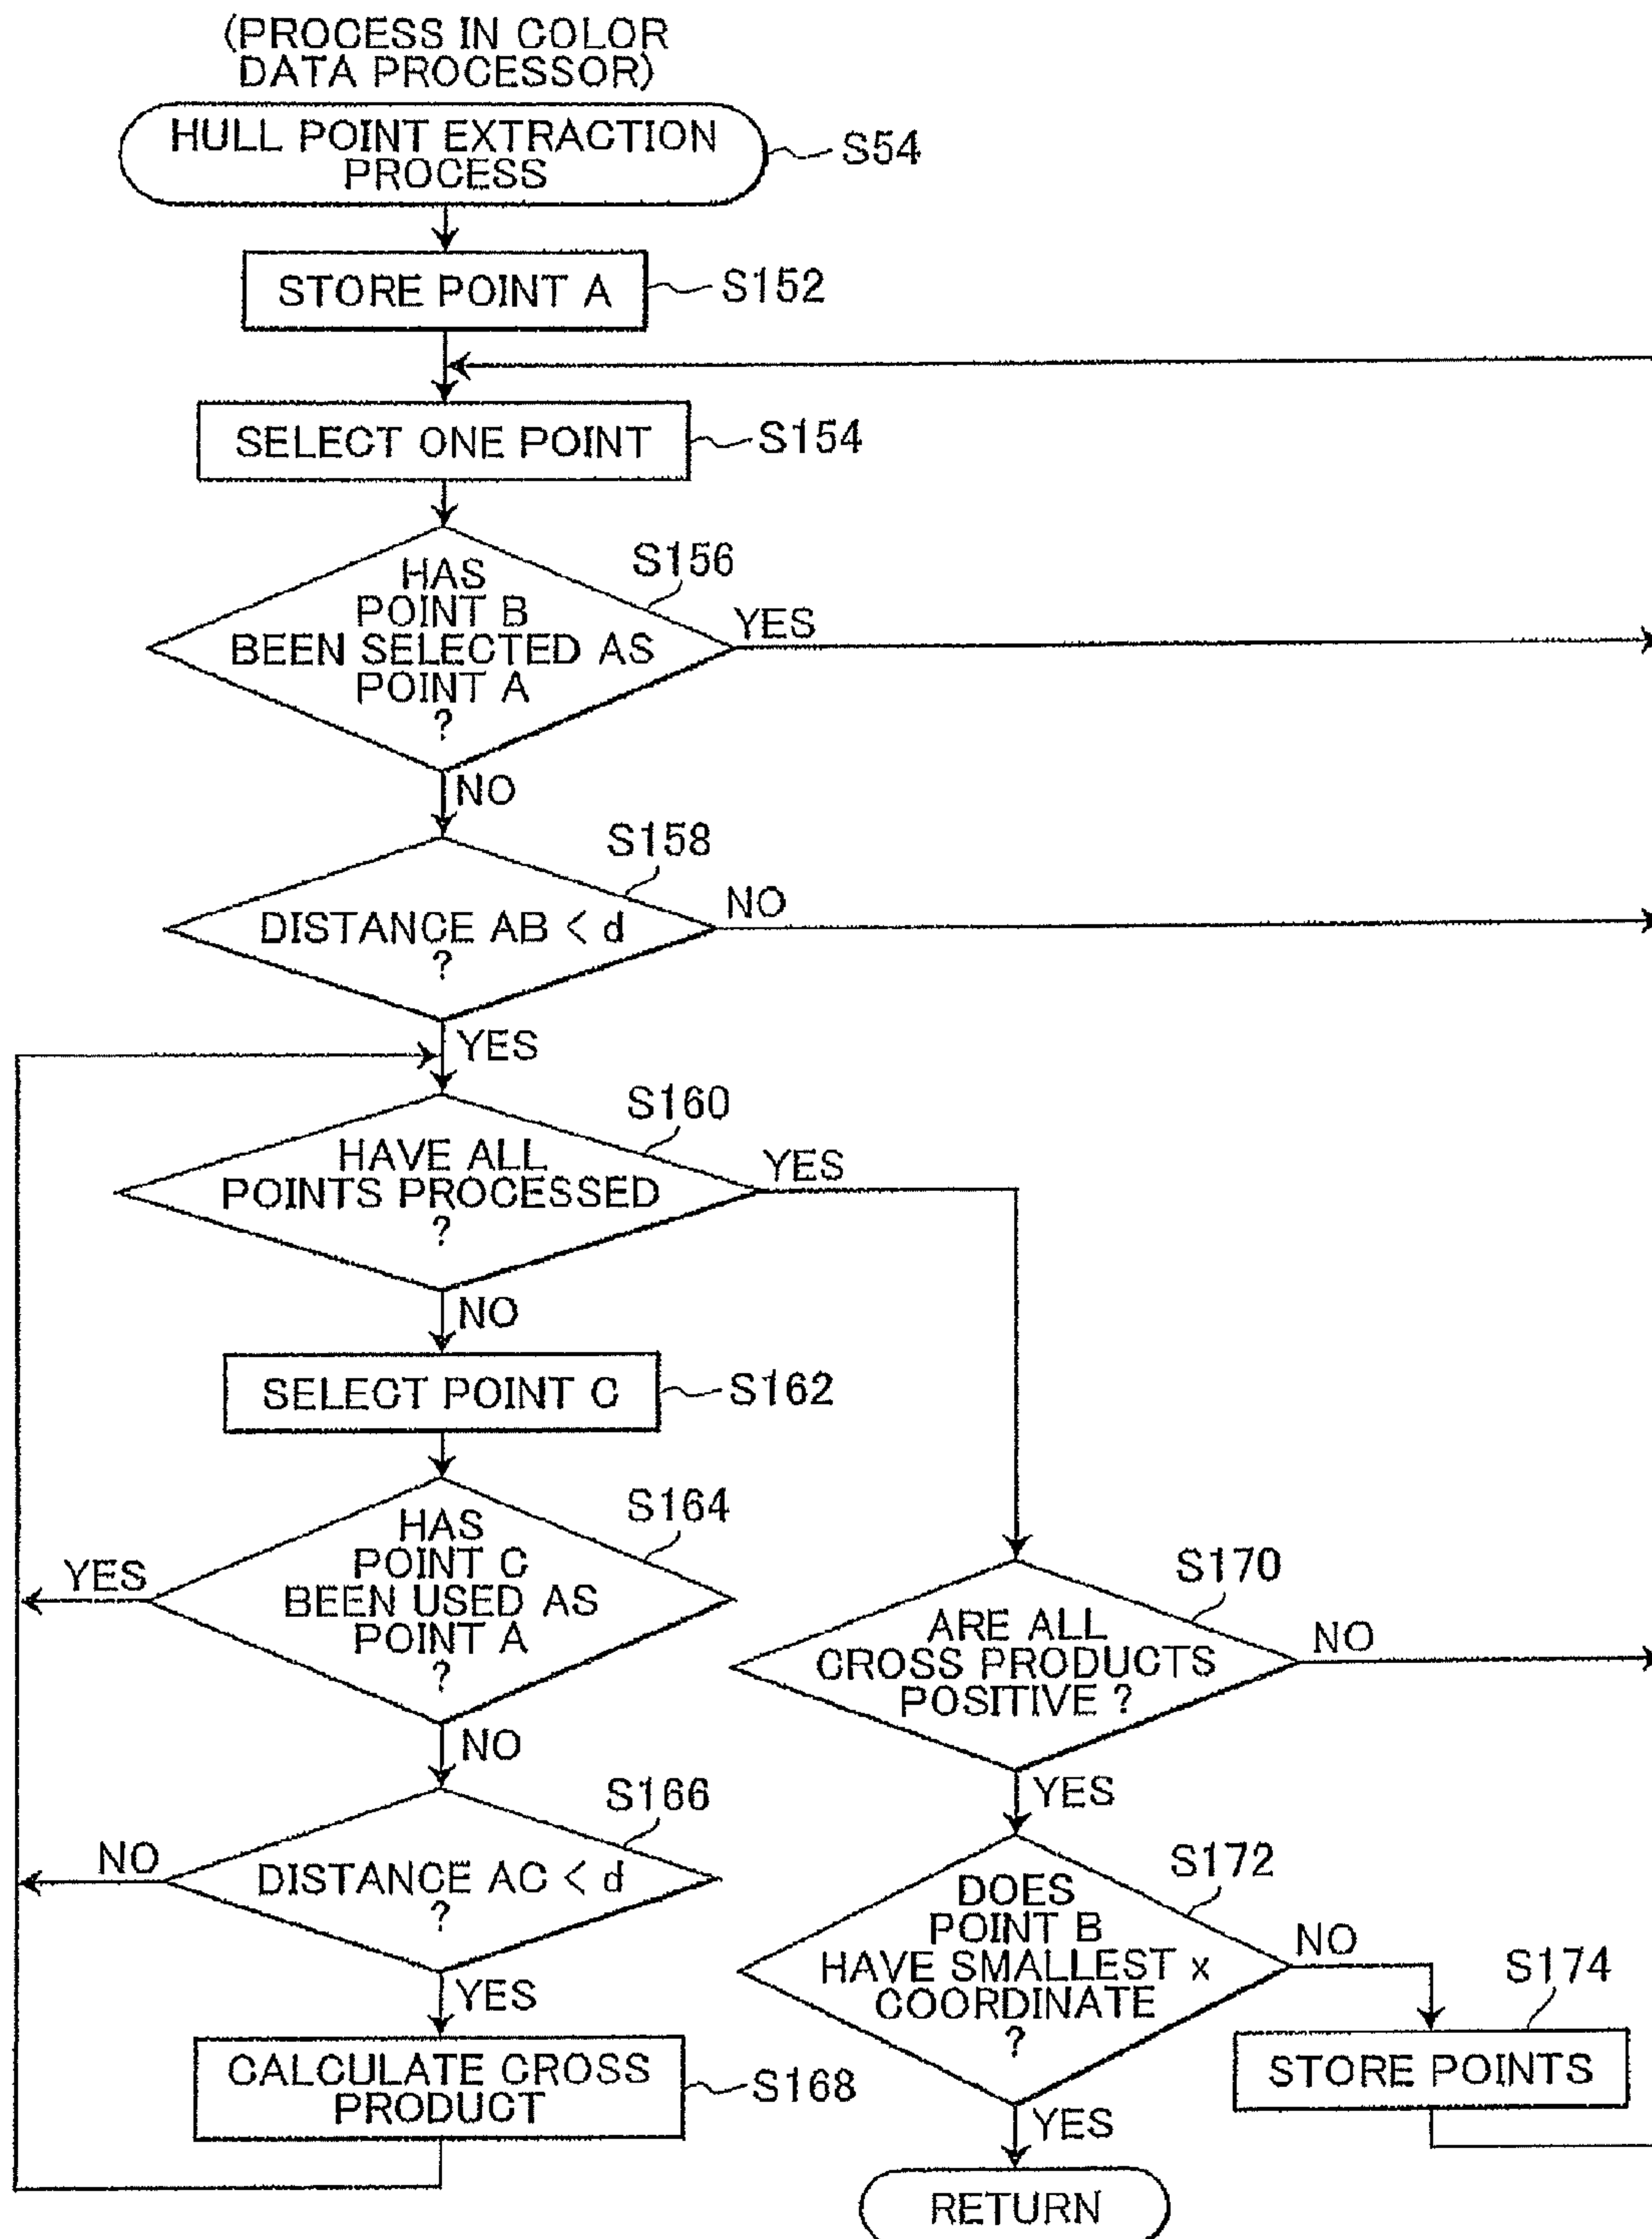 (PROCESS IN COLOR
DATA PROCESSOR)
HULL POINT EXTRACTION
PROCESS
S54
STORE POINT A
S152
SELECT ONE POINT
S154
S156
HAS
POINT B
BEEN SELECTED AS
POINT A
?
YES
NO
S158
DISTANCE AB < d
?
NO
YES
S160
HAVE ALL
POINTS PROCESSED
?
YES
NO
SELECT POINT C
S162
S164
HAS
POINT C
BEEN USED AS
POINT A
?
YES
NO
S166
DISTANCE AC < d
?
NO
YES
CALCULATE CROSS
PRODUCT
S168
S170
ARE ALL
CROSS PRODUCTS
POSITIVE ?
NO
YES
S172
DOES
POINT B
HAVE SMALLEST x
COORDINATE
?
NO
YES
S174
STORE POINTS
RETURN